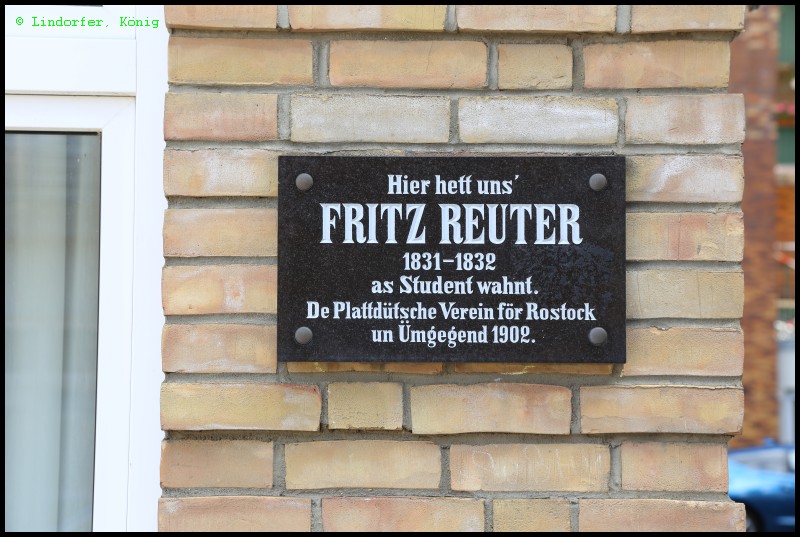 © Lindorfer, König
Hier hett uns'
FRITZ REUTER
1831–1832
as Student wahnt.
De Plattdütsche Verein för Rostock
un Ümgegend 1902.